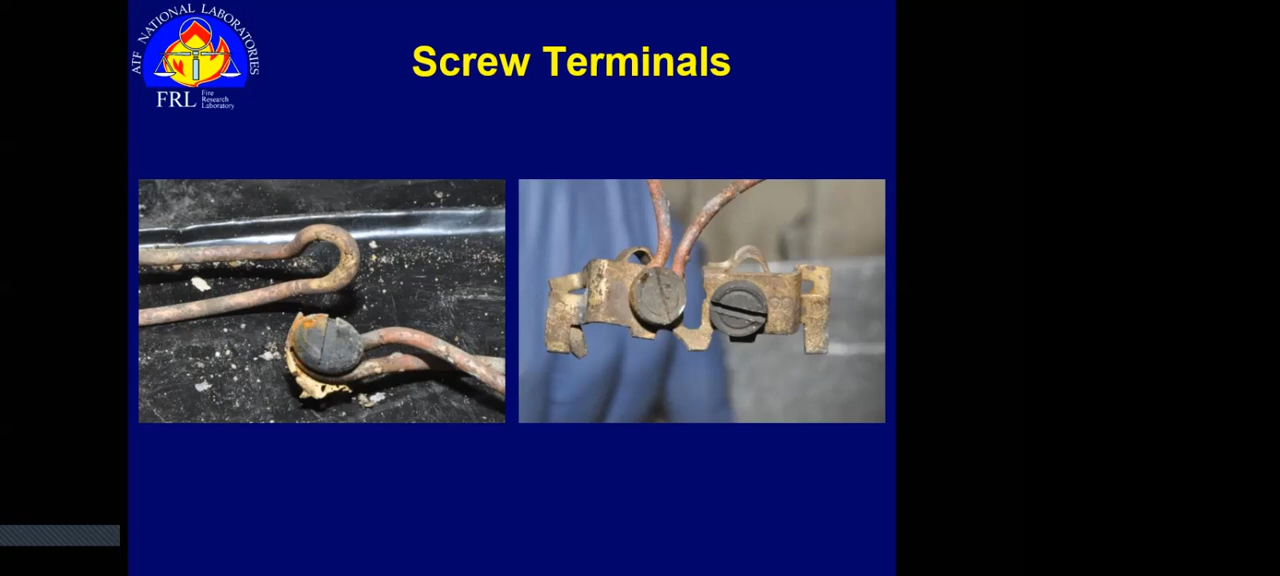 ATF NATIONAL LABORATORIES
FRL
Fire
Research
Laboratory
Screw Terminals